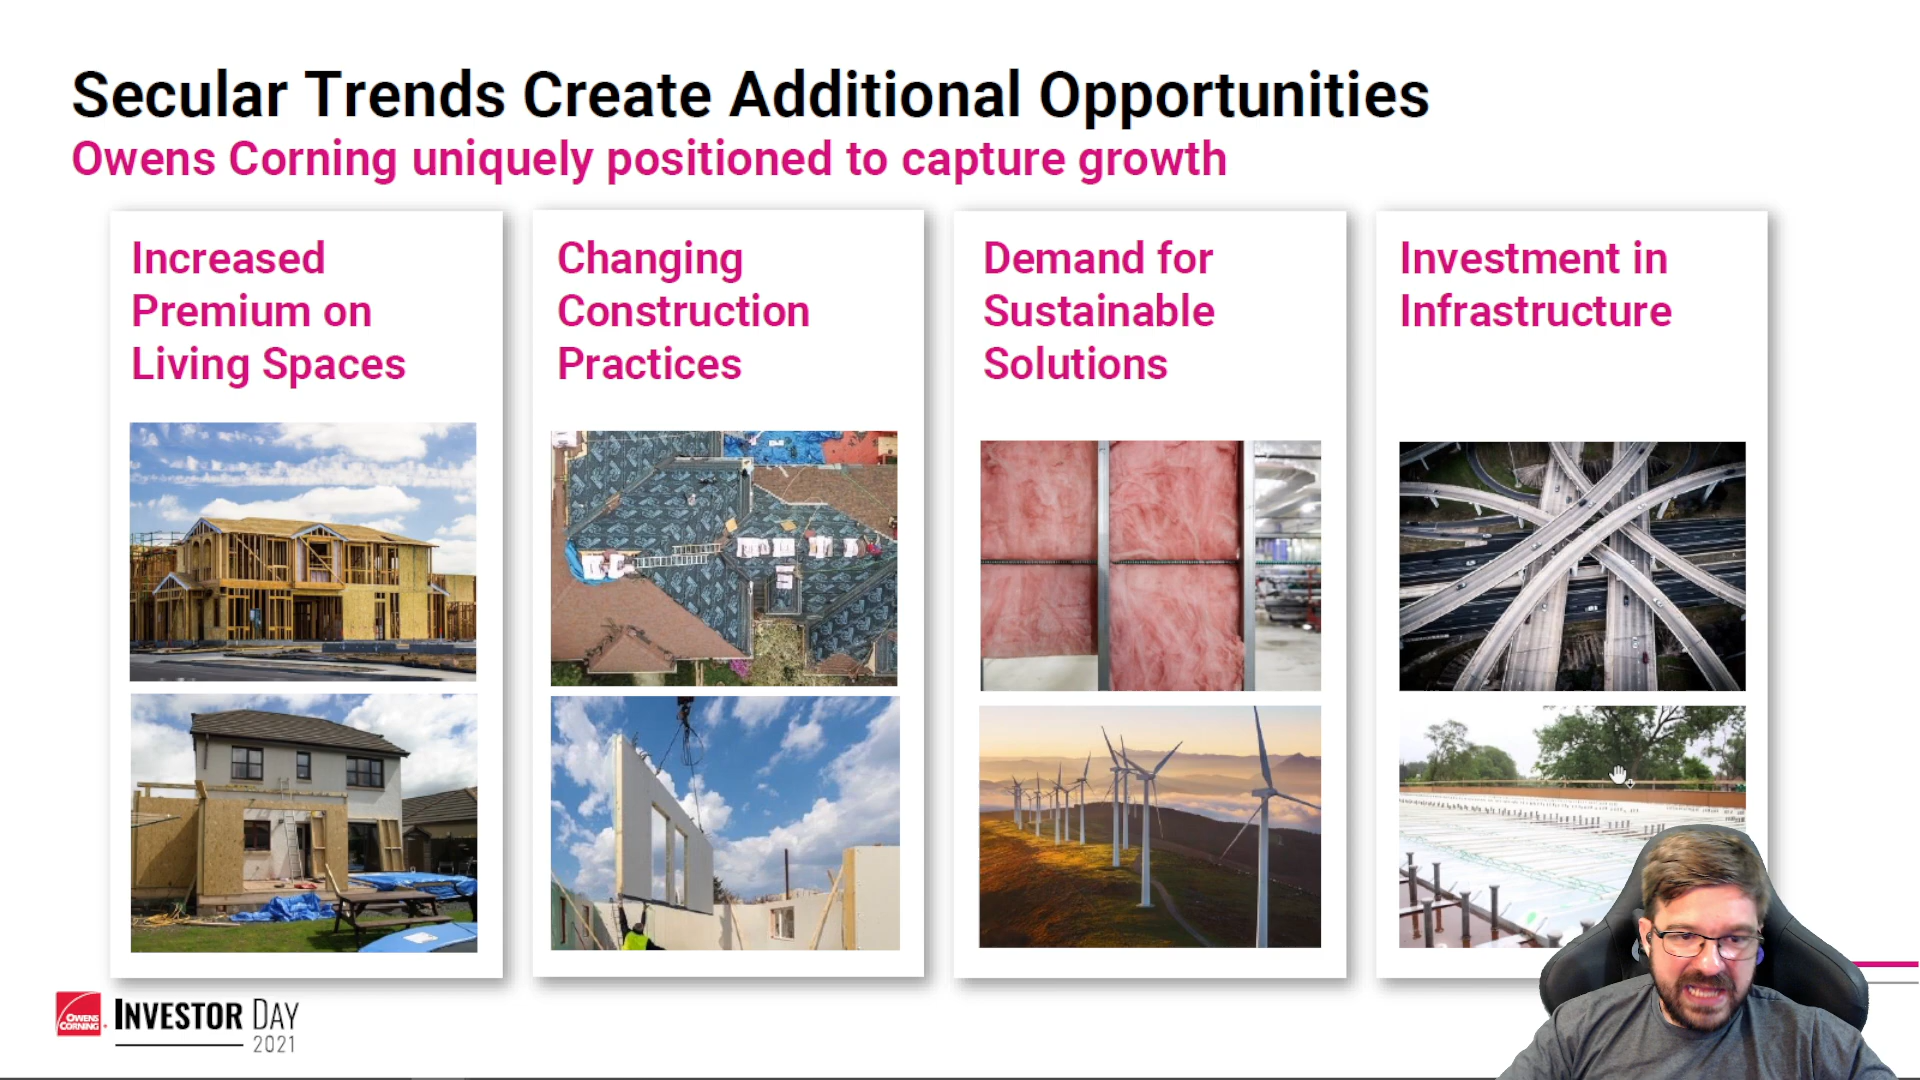 Secular Trends Create Additional Opportunities
Owens Corning uniquely positioned to capture growth
Increased
Premium on
Living Spaces
Changing
Construction
Practices
Demand for
Sustainable
Solutions
Investment in
Infrastructure
OWENS
CORNING
INVESTOR DAY
2021